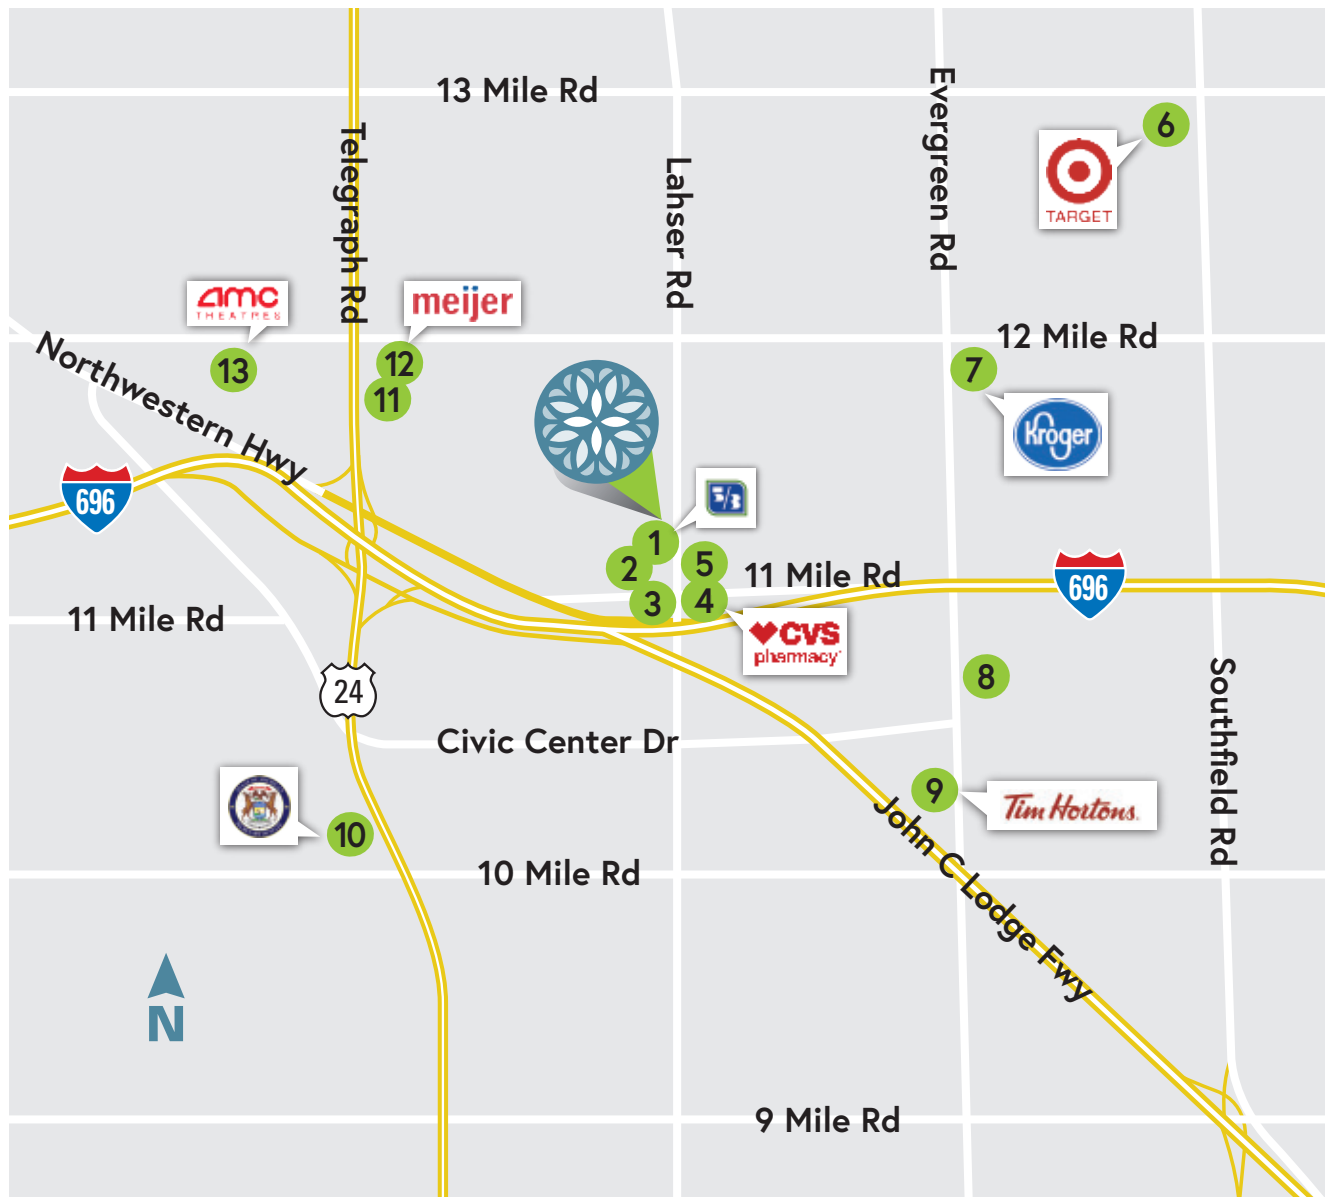 13 Mile Rd
Evergreen Rd
6
Telegraph Rd
Lahser Rd
TARGET
amc
THEATRES
meijer
12 Mile Rd
Northwestern Hwy
13
12
11
7
Kroger
696
5/3
1
2
5
11 Mile Rd
696
3
4
11 Mile Rd
CVS
pharmacy
8
24
Southfield Rd
Civic Center Dr
9
Tim Hortons.
10
John C Lodge Fwy
10 Mile Rd
N
9 Mile Rd